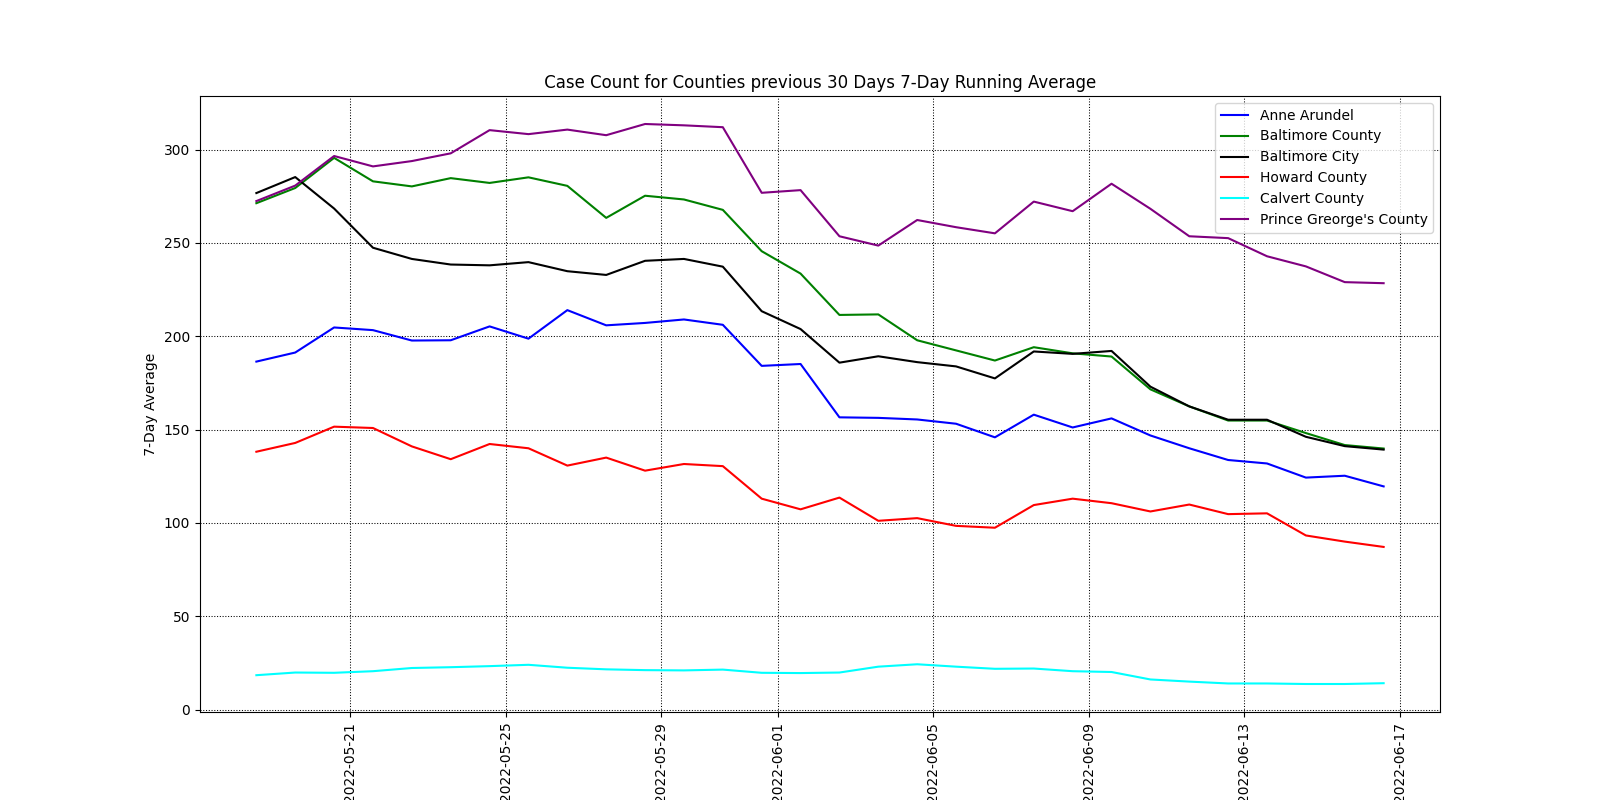 Case Count for Counties previous 30 Days 7-Day Running Average
Anne Arundel
Baltimore County
Baltimore City
Howard County
Calvert County
Prince Greorge's County
7-Day Average
300
250
200
150
100
50
0
2022-05-21
2022-05-25
2022-05-29
2022-06-01
2022-06-05
2022-06-09
2022-06-13
2022-06-17